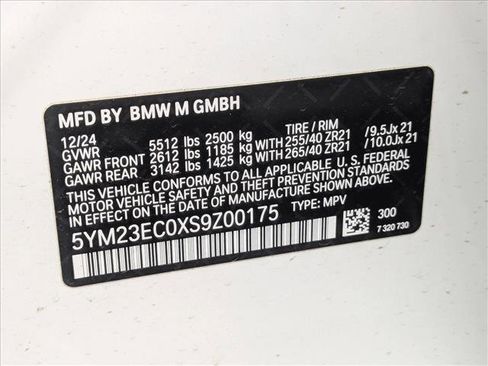 MFD BY BMW M GMBH
12/24 TIRE / RIM
GVWR 5512 lbs 2500 kg
GAWR FRONT 2612 lbs 1185 kg WITH 255/40 ZR21 / 9.5Jx 21
GAWR REAR 3142 lbs 1425 kg WITH 265/40 ZR21 / 10.0Jx 21
THIS VEHICLE CONFORMS TO ALL APPLICABLE U. S. FEDERAL
MOTOR VEHICLE SAFETY STANDARDS IN EFFECT ON THE
DATE OF MANUFACTURE SHOWN ABOVE.
5YM23EC0XS9Z00175 TYPE: MPV
300
7 320 730